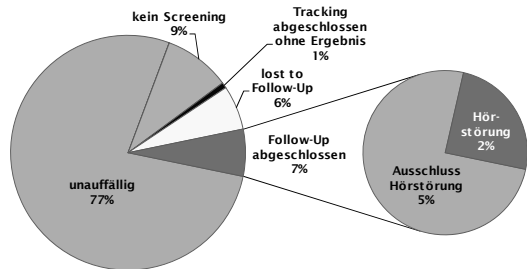 kein Screening
9%
Tracking
abgeschlossen
ohne Ergebnis
1%
lost to
Follow-Up
6%
Follow-Up
abgeschlossen
7%
unauffällig
77%
Hör-
störung
2%
Ausschluss
Hörstörung
5%